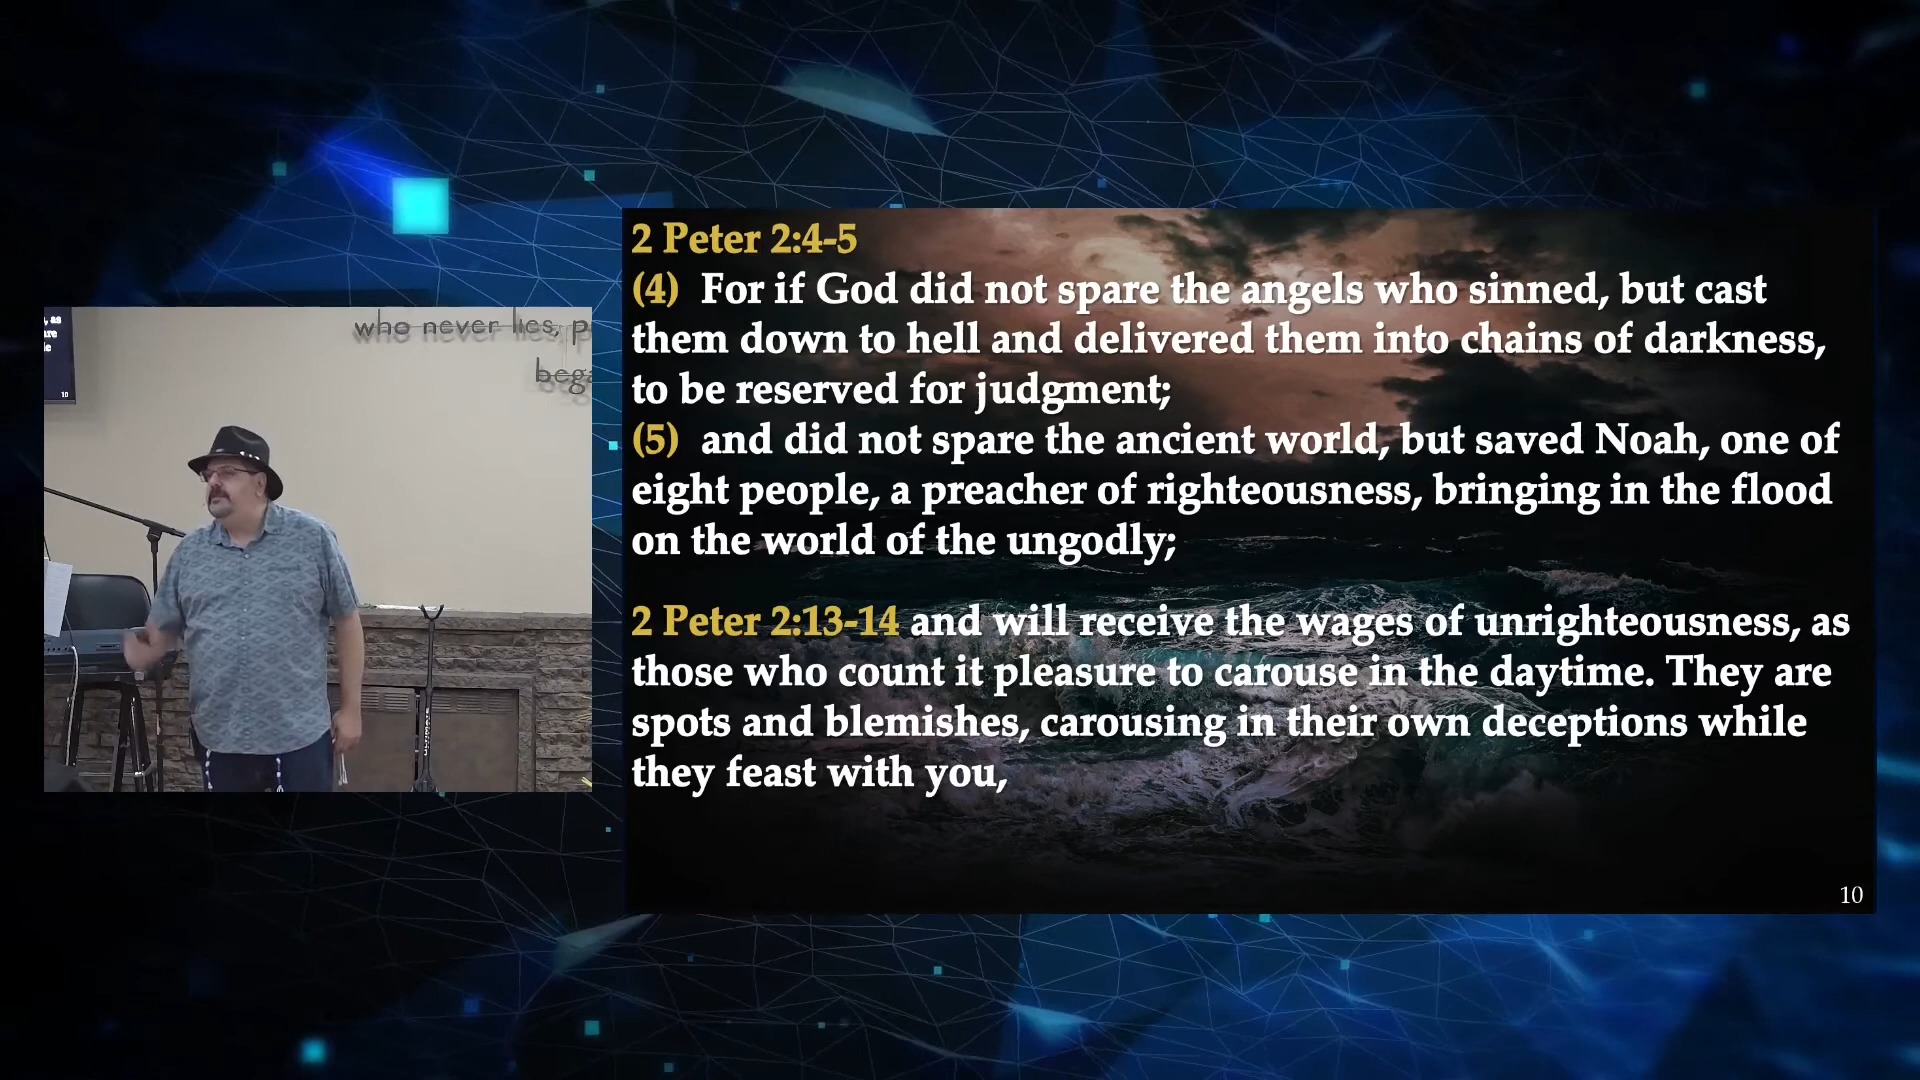 , as
are
who never lies, p
bega
10
2 Peter 2:4-5
(4) For if God did not spare the angels who sinned, but cast
them down to hell and delivered them into chains of darkness,
to be reserved for judgment;
(5) and did not spare the ancient world, but saved Noah, one of
eight people, a preacher of righteousness, bringing in the flood
on the world of the ungodly;
2 Peter 2:13-14 and will receive the wages of unrighteousness, as
those who count it pleasure to carouse in the daytime. They are
spots and blemishes, carousing in their own deceptions while
they feast with you,
10